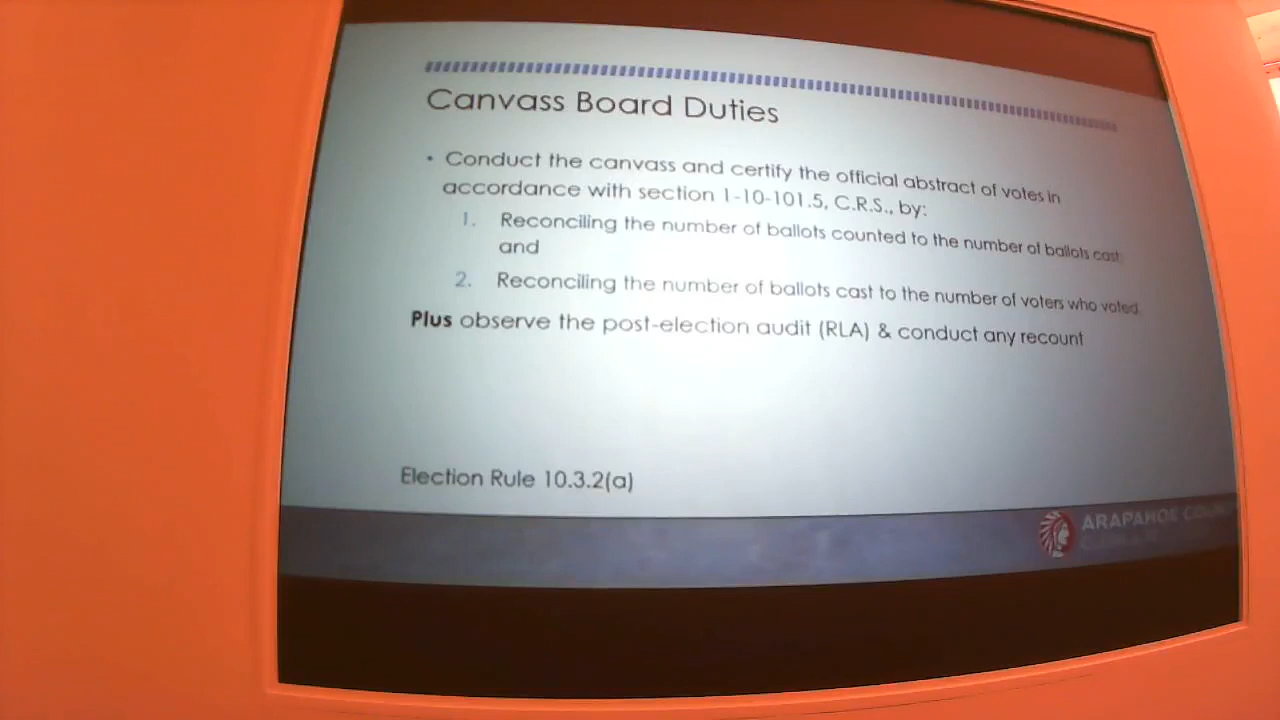 Canvass Board Duties
• Conduct the canvass and certify the official abstract of votes in
accordance with section 1-10-101.5, C.R.S., by:
1. Reconciling the number of ballots counted to the number of ballots cast
and
2. Reconciling the number of ballots cast to the number of voters who voted
Plus observe the post-election audit (RLA) & conduct any recount
Election Rule 10.3.2(a)
ARAPAHOE